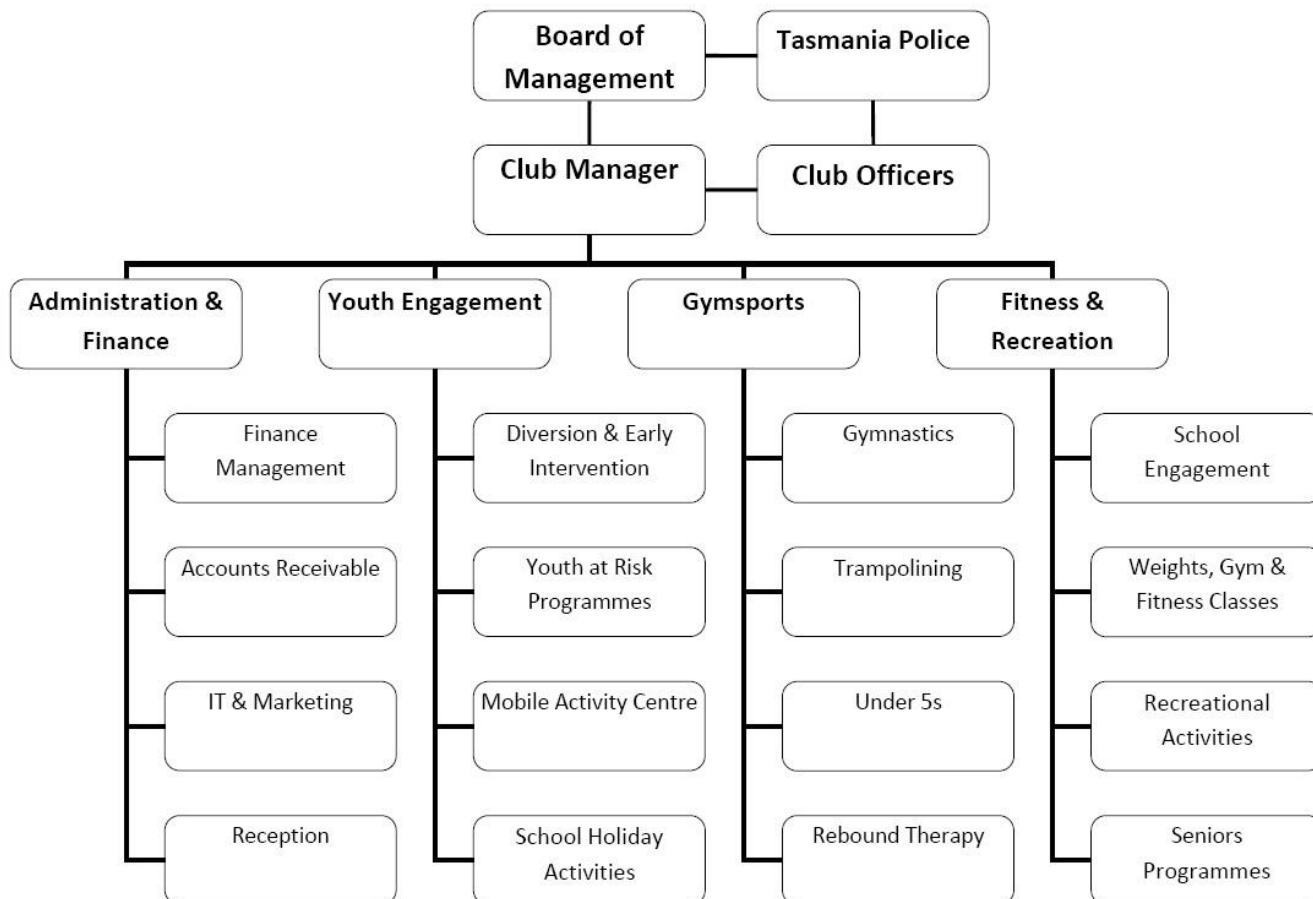 Board of
Management
Tasmania Police
Club Manager
Club Officers
Administration &
Finance
Youth Engagement
Gymsports
Fitness &
Recreation
Finance
Management
Diversion & Early
Intervention
Gymnastics
School
Engagement
Accounts Receivable
Youth at Risk
Programmes
Trampolining
Weights, Gym &
Fitness Classes
IT & Marketing
Mobile Activity Centre
Under 5s
Recreational
Activities
Reception
School Holiday
Activities
Rebound Therapy
Seniors
Programmes